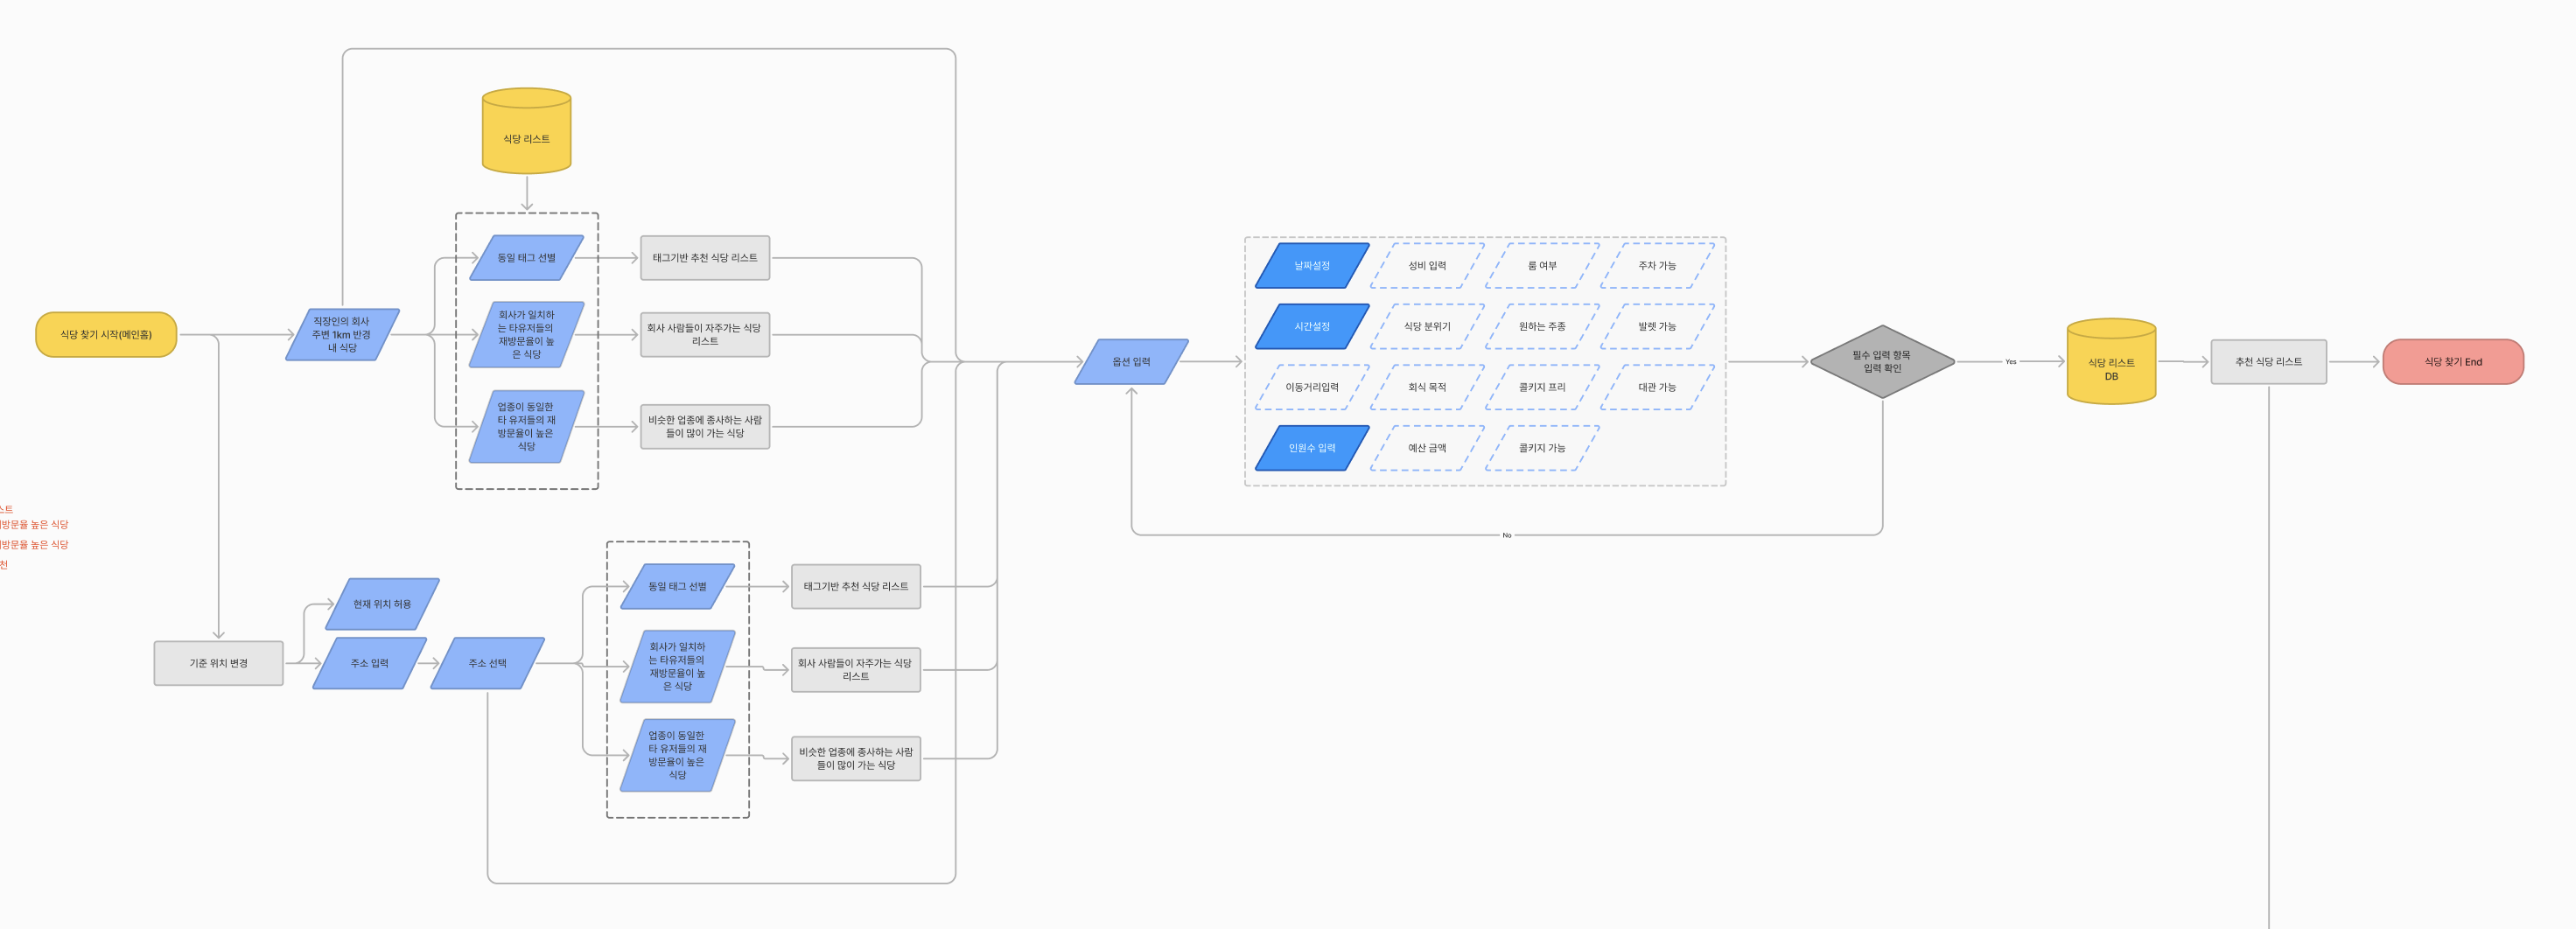 식당 리스트
식당 찾기 시작(메인홈)
직장인의 회사
주변 1km 반경
내 식당
동일 태그 선별
회사가 일치하
는 타유저들의
재방문율이 높
은 식당
업종이 동일한
타 유저들의 재
방문율이 높은
식당
태그기반 추천 식당 리스트
회사 사람들이 자주가는 식당
리스트
비슷한 업종에 종사하는 사람
들이 많이 가는 식당
옵션 입력
날짜설정
성비 입력
룸 여부
주차 가능
시간설정
식당 분위기
원하는 주종
발렛 가능
이동거리입력
회식 목적
콜키지 프리
대관 가능
인원수 입력
예산 금액
콜키지 가능
필수 입력 항목
입력 확인
Yes
No
식당 리스트
DB
추천 식당 리스트
식당 찾기 End
스트
방문율 높은 식당
방문율 높은 식당
천
기준 위치 변경
현재 위치 허용
주소 입력
주소 선택
동일 태그 선별
회사가 일치하
는 타유저들의
재방문율이 높
은 식당
업종이 동일한
타 유저들의 재
방문율이 높은
식당
태그기반 추천 식당 리스트
회사 사람들이 자주가는 식당
리스트
비슷한 업종에 종사하는 사람
들이 많이 가는 식당